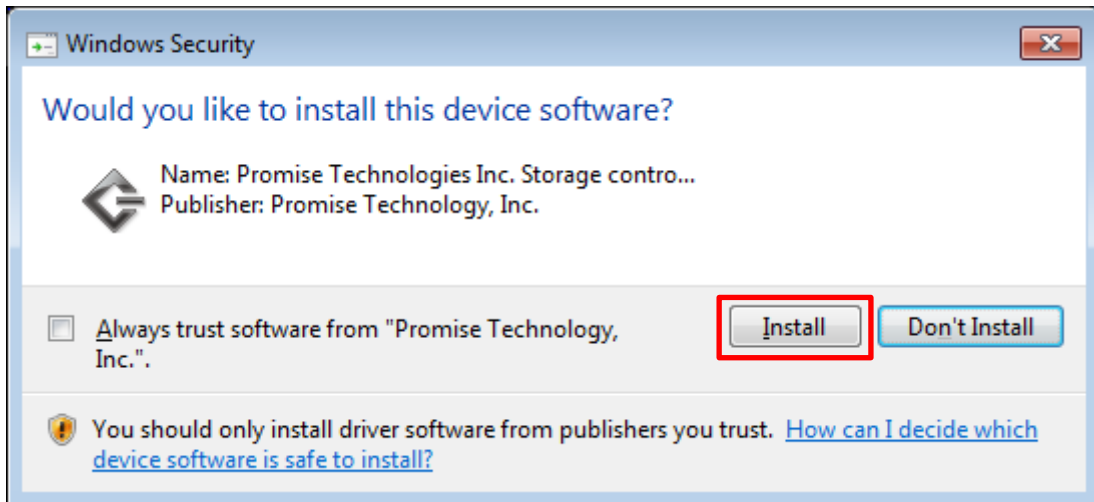 Windows Security
Would you like to install this device software?
Name: Promise Technologies Inc. Storage contro...
Publisher: Promise Technology, Inc.
Always trust software from "Promise Technology,
Inc.".
Install
Don't Install
You should only install driver software from publishers you trust. How can I decide which
device software is safe to install?